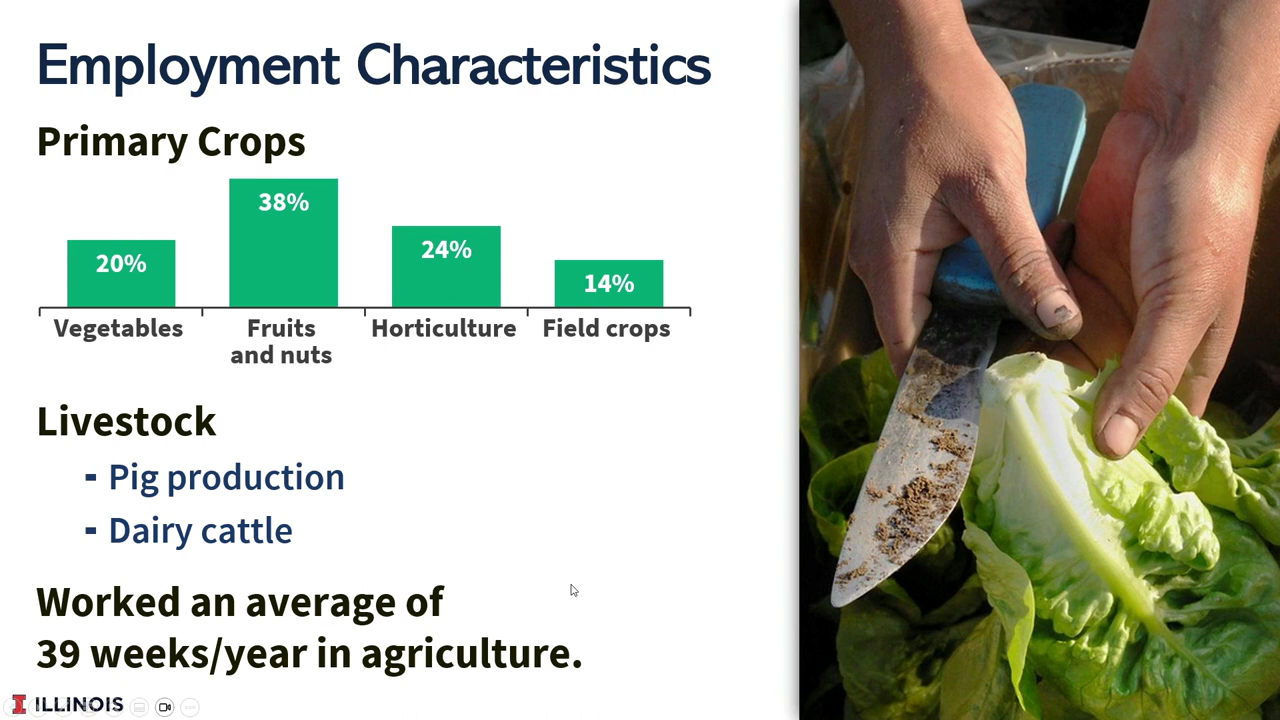 Employment Characteristics
Primary Crops
20%
38%
24%
14%
Vegetables
Fruits
and nuts
Horticulture
Field crops
Livestock
- Pig production
- Dairy cattle
Worked an average of
39 weeks/year in agriculture.
I ILLINOIS